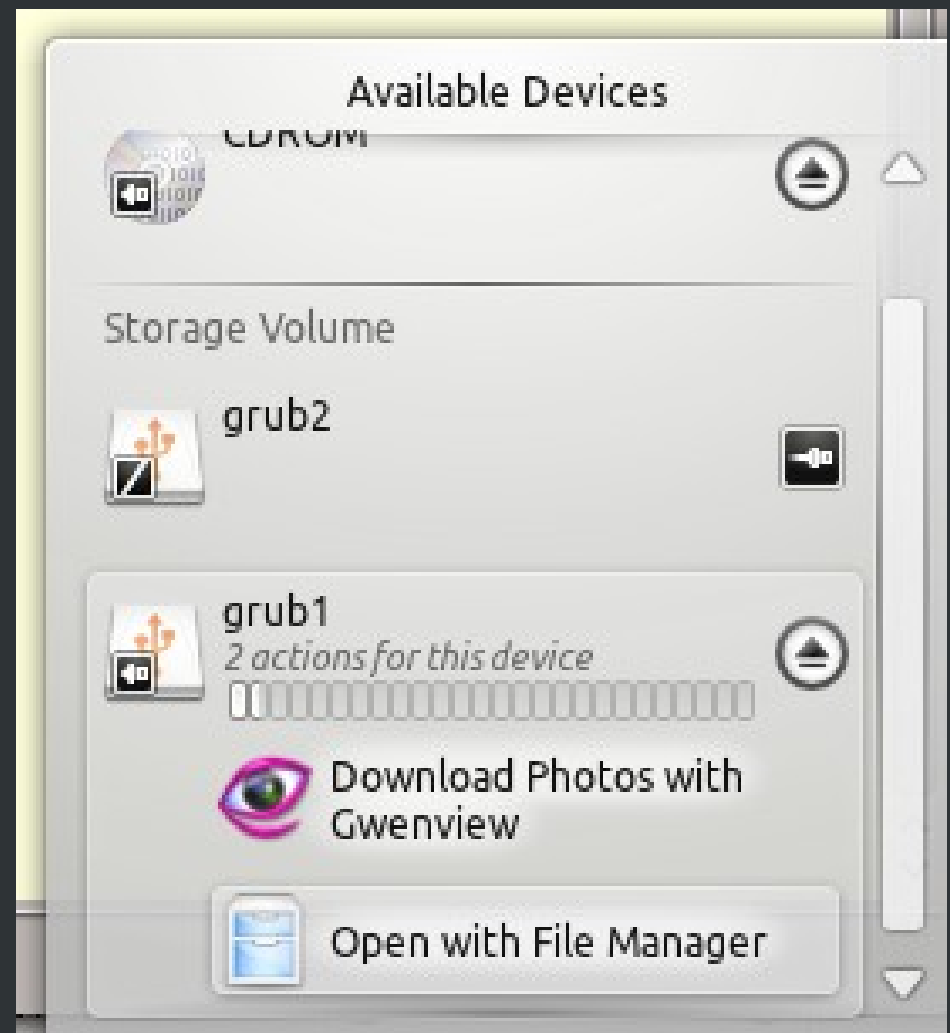 Available Devices
CDROM
Storage Volume
grub2
grub1
2 actions for this device
Download Photos with
Gwenview
Open with File Manager